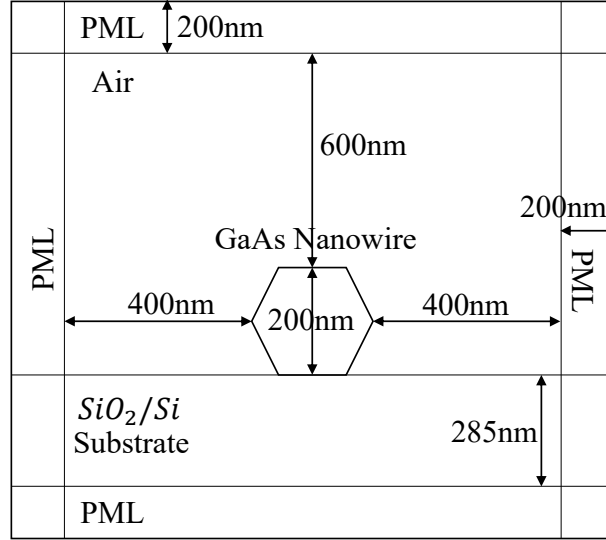 PML
200nm
Air
600nm
200nm
GaAs Nanowire
PML
PML
400nm
200nm
400nm
SiO₂/Si
Substrate
285nm
PML